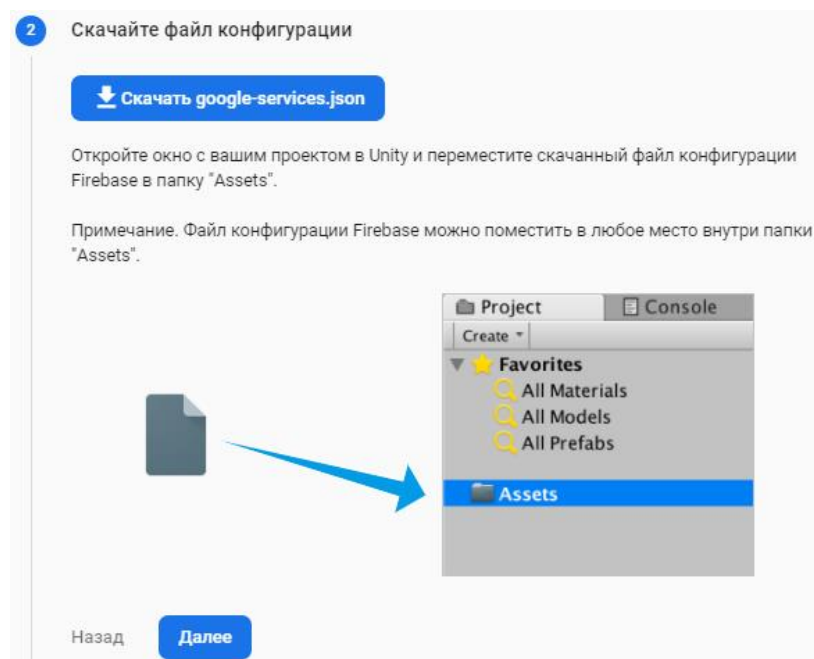 2
Скачайте файл конфигурации
Скачать google-services.json
Откройте окно с вашим проектом в Unity и переместите скачанный файл конфигурации
Firebase в папку "Assets".
Примечание. Файл конфигурации Firebase можно поместить в любое место внутри папки
"Assets".
Project
Console
Create
Favorites
All Materials
All Models
All Prefabs
Assets
Назад
Далее